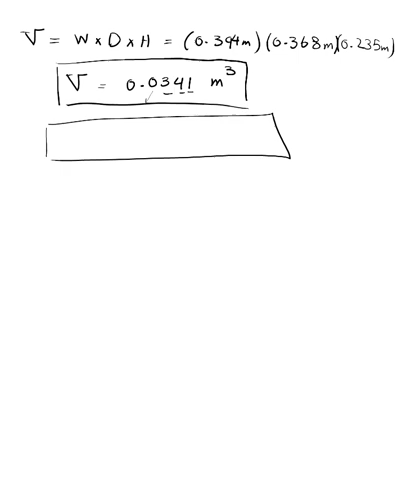 V = W x D x H = (0.394m)(0.368m)(0.235m)
V = 0.0341 m³